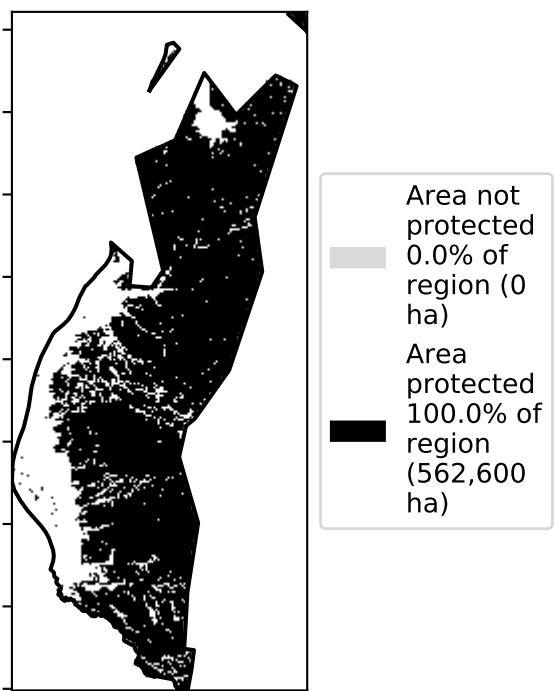 Area not
protected
0.0% of
region (0
ha)
Area
protected
100.0% of
region
(562,600
ha)